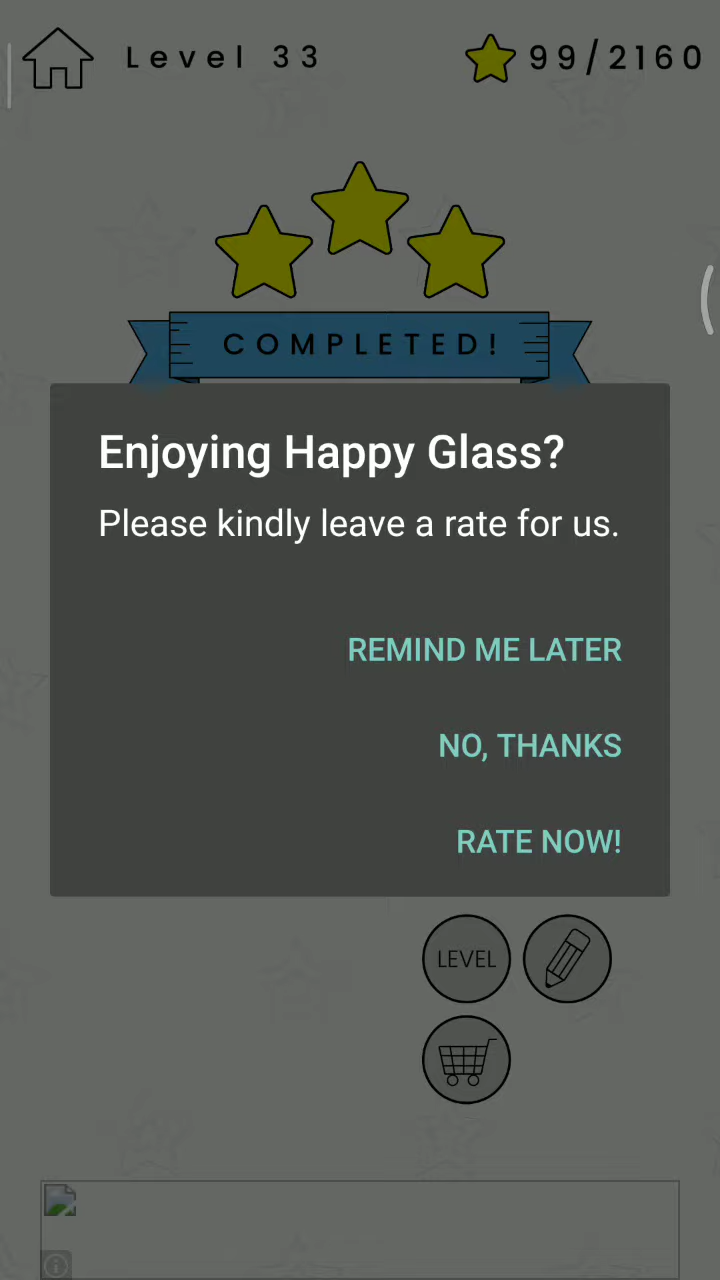 Level 33
99/2160
COMPLETED!
Enjoying Happy Glass?
Please kindly leave a rate for us.
REMIND ME LATER
NO, THANKS
RATE NOW!
LEVEL